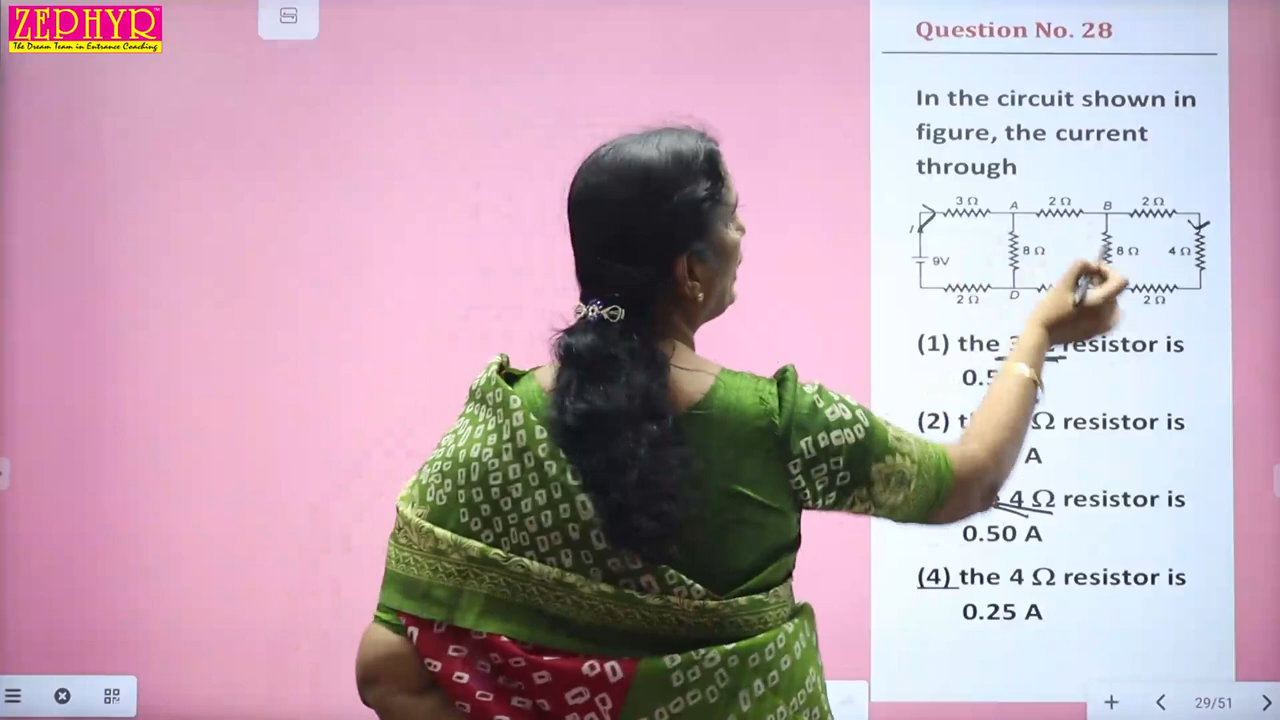 ZEPHYR
The Dream Team in Entrance Coaching
Question No. 28
In the circuit shown in
figure, the current
through
3 Ω A 2 Ω B 2 Ω
I 9V 8 Ω 8 Ω 4 Ω
2 Ω D 2 Ω
(1) the resistor is
(2) Ω resistor is
A
4 Ω resistor is
0.50 A
(4) the 4 Ω resistor is
0.25 A
29/51